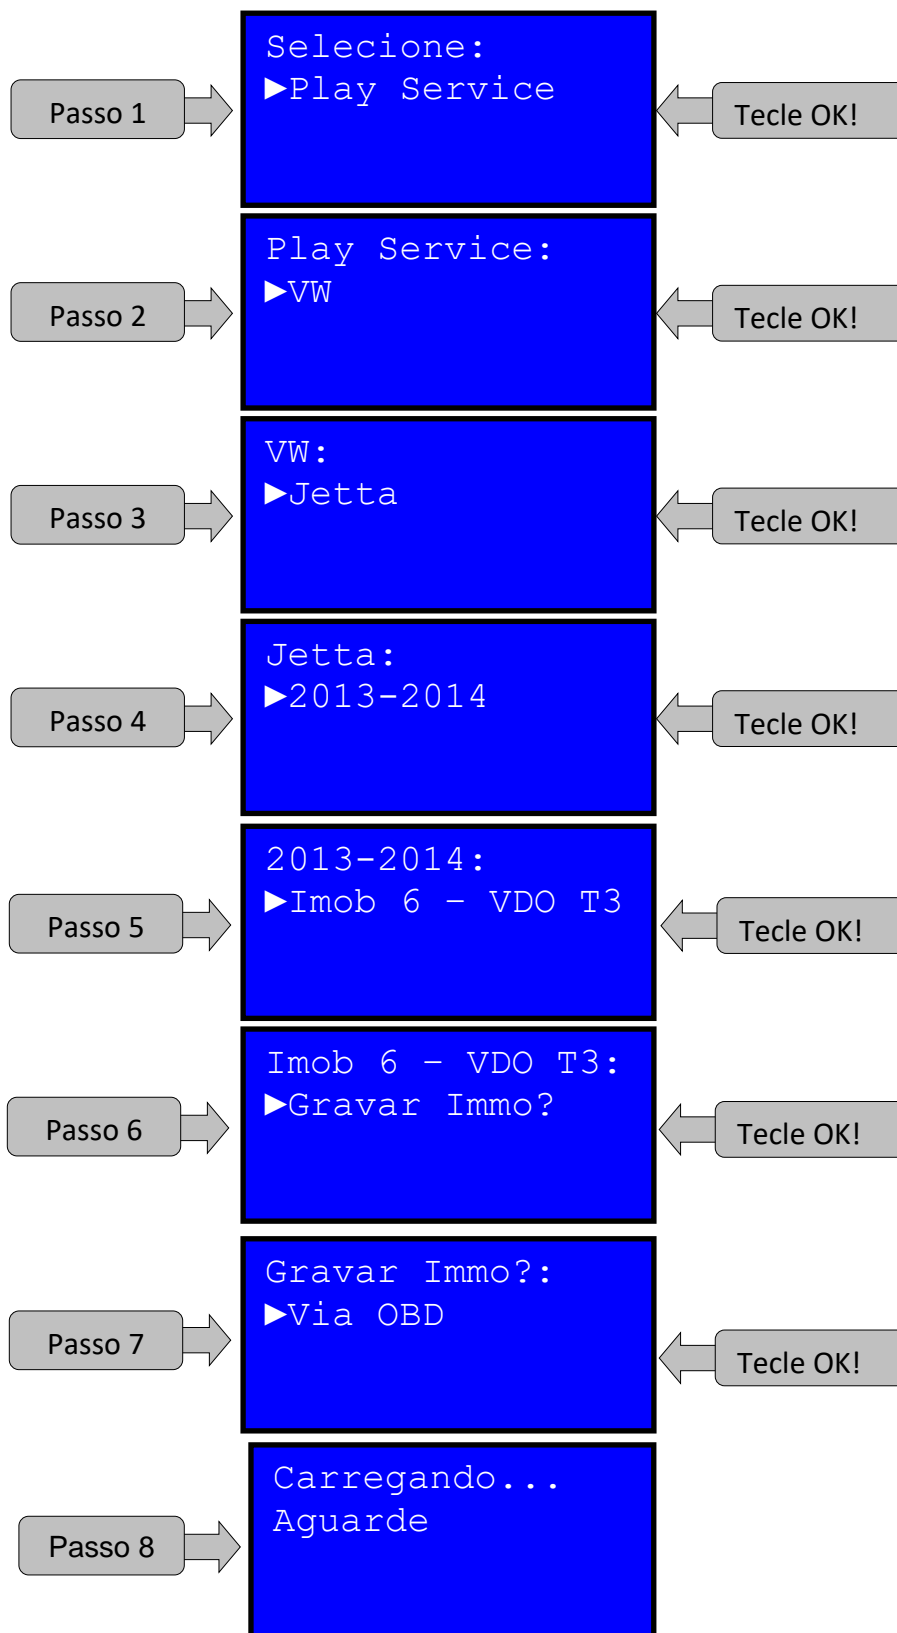 Selecione:
►Play Service
Passo 1
Tecle OK!
Play Service:
►VW
Passo 2
Tecle OK!
VW:
►Jetta
Passo 3
Tecle OK!
Jetta:
►2013-2014
Passo 4
Tecle OK!
2013-2014:
►Imob 6 – VDO T3
Passo 5
Tecle OK!
Imob 6 – VDO T3:
►Gravar Immo?
Passo 6
Tecle OK!
Gravar Immo?:
►Via OBD
Passo 7
Tecle OK!
Carregando...
Aguarde
Passo 8